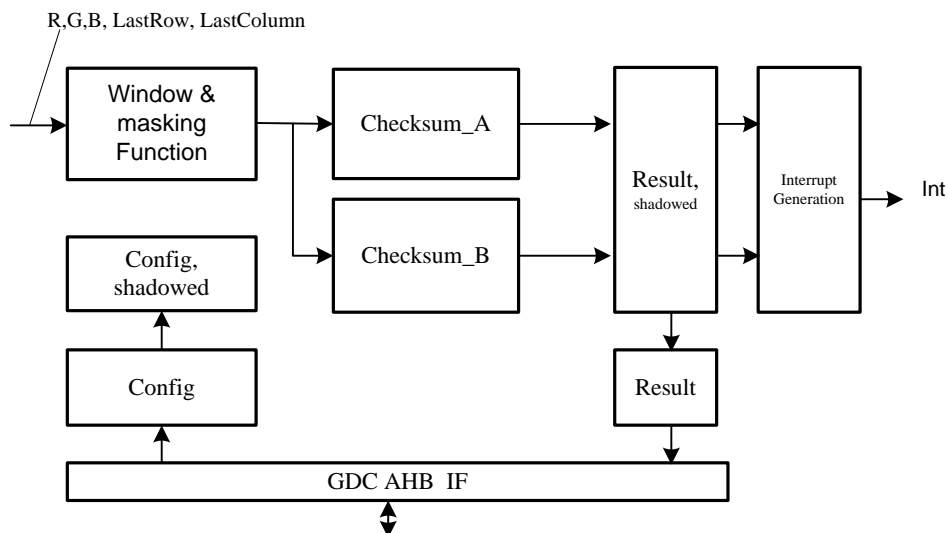 R,G,B, LastRow, LastColumn
Window &
masking
Function
Checksum_A
Checksum_B
Result,
shadowed
Interrupt
Generation
Int
Config,
shadowed
Config
Result
GDC AHB IF